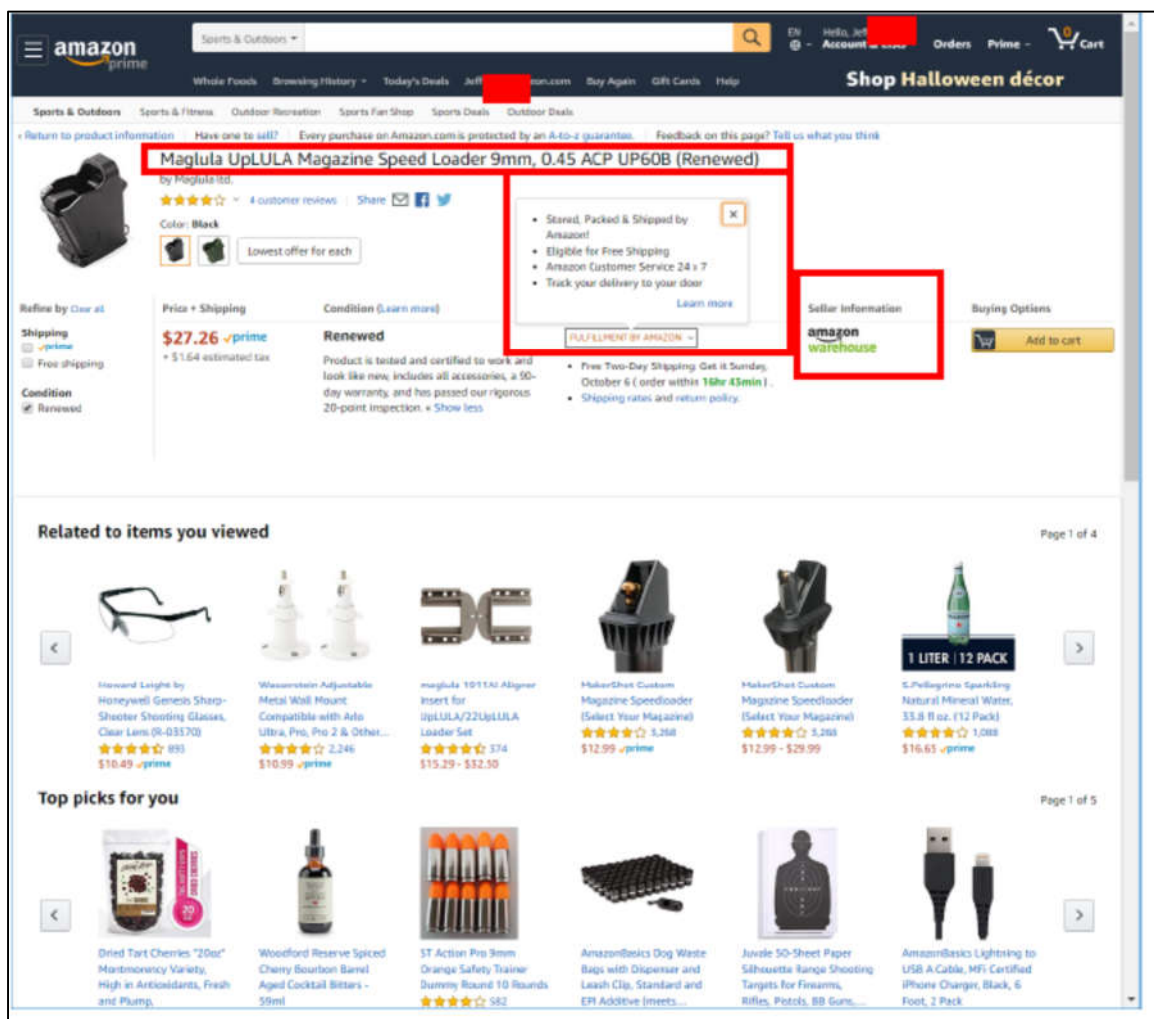 amazon
prime
Sports & Outdoors
EN
Hello, Jef
Account & Lists
Orders
Prime
0
Cart
Whole Foods
Browsing History
Today's Deals
Jeff
on.com
Buy Again
Gift Cards
Help
Shop Halloween décor
Sports & Outdoors
Sports & Fitness
Outdoor Recreation
Sports Fan Shop
Sports Deals
Outdoor Deals
‹ Return to product information
Have one to sell?
Every purchase on Amazon.com is protected by an A-to-z guarantee.
Feedback on this page? Tell us what you think
Maglula UpLULA Magazine Speed Loader 9mm, 0.45 ACP UP60B (Renewed)
by Maglula ltd.
4 customer reviews
Share
Color: Black
Lowest offer for each
• Stored, Packed & Shipped by
Amazon!
• Eligible for Free Shipping
• Amazon Customer Service 24 x 7
• Track your delivery to your door
Learn more
Refine by Clear all
Shipping
prime
Free shipping
Condition
Renewed
Price + Shipping
$27.26 prime
+ $1.64 estimated tax
Condition (Learn more)
Renewed
Product is tested and certified to work and
look like new, includes all accessories, a 90-
day warranty, and has passed our rigorous
20-point inspection. « Show less
FULFILLMENT BY AMAZON
• Free Two-Day Shipping: Get it Sunday,
October 6 ( order within 16hr 43min ) .
• Shipping rates and return policy.
Seller Information
amazon
warehouse
Buying Options
Add to cart
Related to items you viewed
Page 1 of 4
1 LITER | 12 PACK
Howard Leight by
Honeywell Genesis Sharp-
Shooter Shooting Glasses,
Clear Lens (R-03570)
893
$10.49 prime
Wasserstein Adjustable
Metal Wall Mount
Compatible with Arlo
Ultra, Pro, Pro 2 & Other...
2,246
$10.99 prime
maglula 1911AI Aligner
Insert for
UpLULA/22UpLULA
Loader Set
374
$15.29 - $32.50
MakerShot Custom
Magazine Speedloader
(Select Your Magazine)
3,268
$12.99 prime
MakerShot Custom
Magazine Speedloader
(Select Your Magazine)
3,268
$12.99 - $29.99
S.Pellegrino Sparkling
Natural Mineral Water,
33.8 fl oz. (12 Pack)
1,088
$16.65 prime
Top picks for you
Page 1 of 5
Dried Tart Cherries "20oz"
Montmorency Variety,
High in Antioxidants, Fresh
and Plump,
Woodford Reserve Spiced
Cherry Bourbon Barrel
Aged Cocktail Bitters -
59ml
ST Action Pro 9mm
Orange Safety Trainer
Dummy Round 10 Rounds
582
AmazonBasics Dog Waste
Bags with Dispenser and
Leash Clip, Standard and
EPI Additive (meets...
Juvale 50-Sheet Paper
Silhouette Range Shooting
Targets for Firearms,
Rifles, Pistols, BB Guns,...
AmazonBasics Lightning to
USB A Cable, MFi Certified
iPhone Charger, Black, 6
Foot, 2 Pack